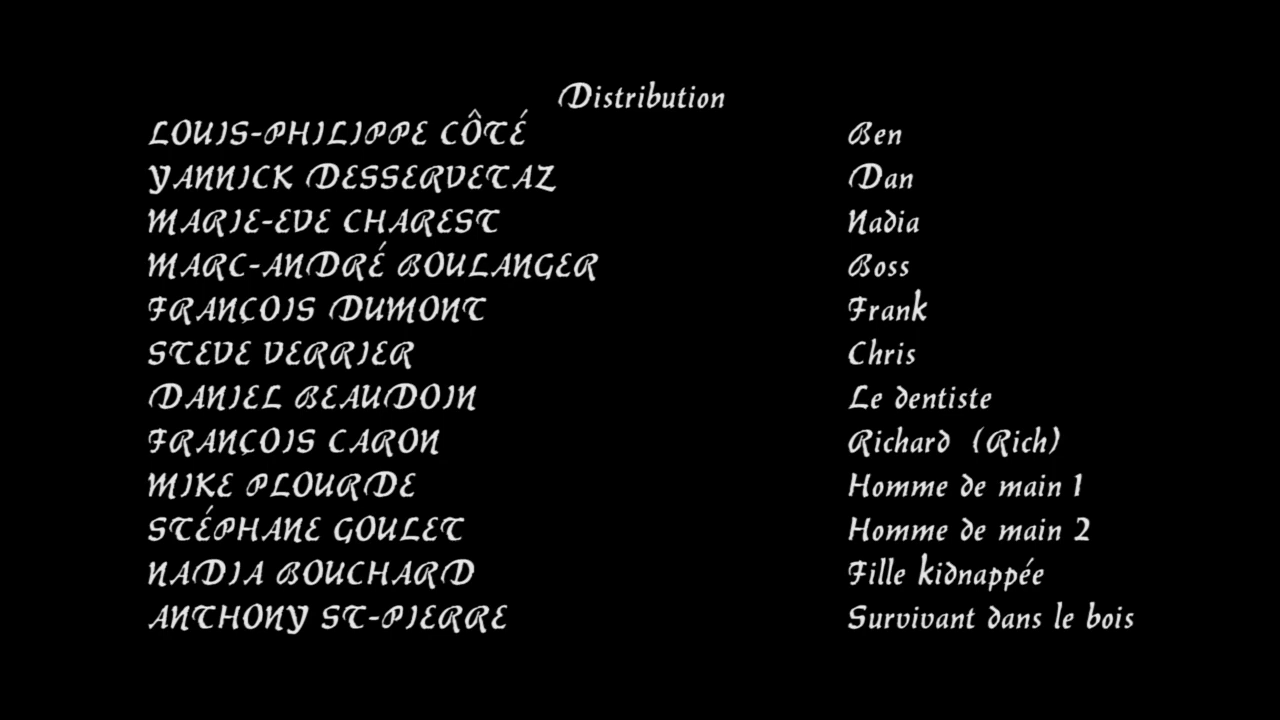 Distribution
LOUIS-PHILIPPE CÔTÉ Ben
YANNICK DESSERVETAZ Dan
MARIE-EVE CHAREST Nadia
MARC-ANDRÉ BOULANGER Boss
FRANÇOIS DUMONT Frank
STEVE VERRIER Chris
DANIEL BEAUDOIN Le dentiste
FRANÇOIS CARON Richard (Rich)
MIKE PLOURDE Homme de main 1
STÉPHANE GOULET Homme de main 2
NADIA BOUCHARD Fille kidnappée
ANTHONY ST-PIERRE Survivant dans le bois